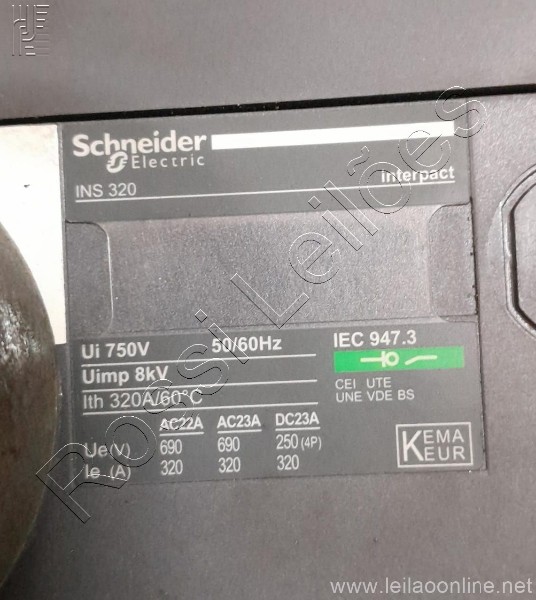 Schneider
Electric
INS 320
interpact
Ui 750V 50/60Hz IEC 947.3
Uimp 8kV
Ith 320A/60°C CEI UTE
UNE VDE BS
AC22A AC23A DC23A
Ue(V) 690 690 250 (4P)
Ie (A) 320 320 320
KEMA
KEUR
Rossi Leilões
www.leilaoonline.net